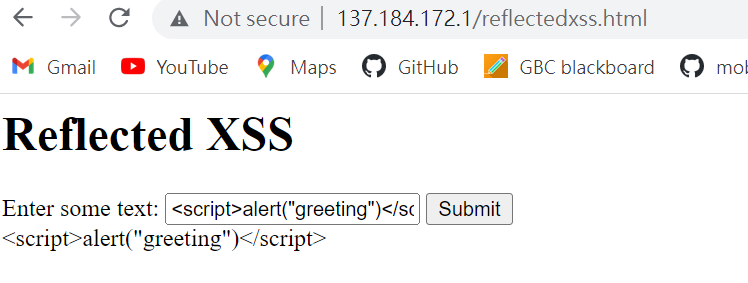 Not secure | 137.184.172.1/reflectedxss.html
Gmail YouTube Maps GitHub GBC blackboard mob
Reflected XSS
Enter some text: <script>alert("greeting")</sc Submit
<script>alert("greeting")</script>